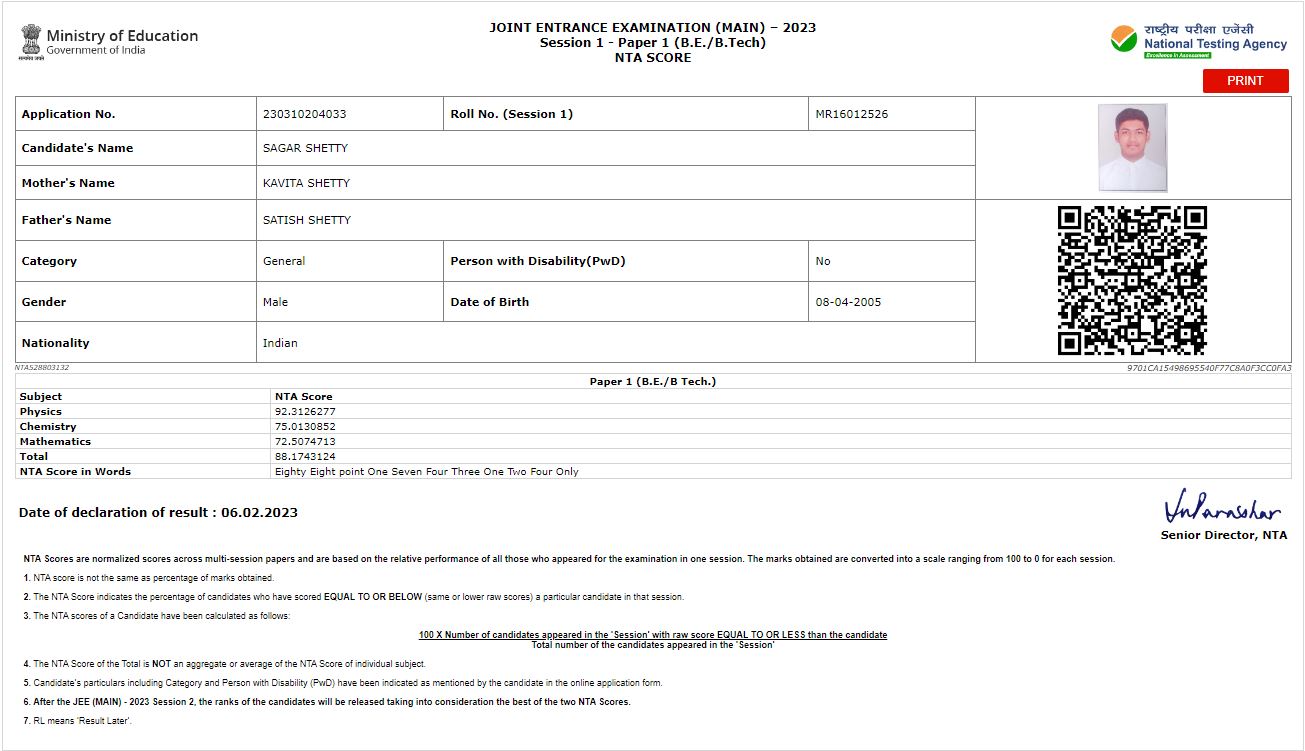 Ministry of Education
Government of India
सत्यमेव जयते
JOINT ENTRANCE EXAMINATION (MAIN) – 2023
Session 1 - Paper 1 (B.E./B.Tech)
NTA SCORE
राष्ट्रीय परीक्षा एजेंसी
National Testing Agency
Excellence in Assessment
PRINT
Application No. 230310204033 Roll No. (Session 1) MR16012526
Candidate's Name SAGAR SHETTY
Mother's Name KAVITA SHETTY
Father's Name SATISH SHETTY
Category General Person with Disability(PwD) No
Gender Male Date of Birth 08-04-2005
Nationality Indian
NTA528803132 9701CA15498695540F77C8A0F3CC0FA3
Paper 1 (B.E./B Tech.)
Subject NTA Score
Physics 92.3126277
Chemistry 75.0130852
Mathematics 72.5074713
Total 88.1743124
NTA Score in Words Eighty Eight point One Seven Four Three One Two Four Only
Date of declaration of result : 06.02.2023
Senior Director, NTA
NTA Scores are normalized scores across multi-session papers and are based on the relative performance of all those who appeared for the examination in one session. The marks obtained are converted into a scale ranging from 100 to 0 for each session.
1. NTA score is not the same as percentage of marks obtained.
2. The NTA Score indicates the percentage of candidates who have scored EQUAL TO OR BELOW (same or lower raw scores) a particular candidate in that session.
3. The NTA scores of a Candidate have been calculated as follows:
100 X Number of candidates appeared in the 'Session' with raw score EQUAL TO OR LESS than the candidate
Total number of the candidates appeared in the 'Session'
4. The NTA Score of the Total is NOT an aggregate or average of the NTA Score of individual subject.
5. Candidate's particulars including Category and Person with Disability (PwD) have been indicated as mentioned by the candidate in the online application form.
6. After the JEE (MAIN) - 2023 Session 2, the ranks of the candidates will be released taking into consideration the best of the two NTA Scores.
7. RL means 'Result Later'.